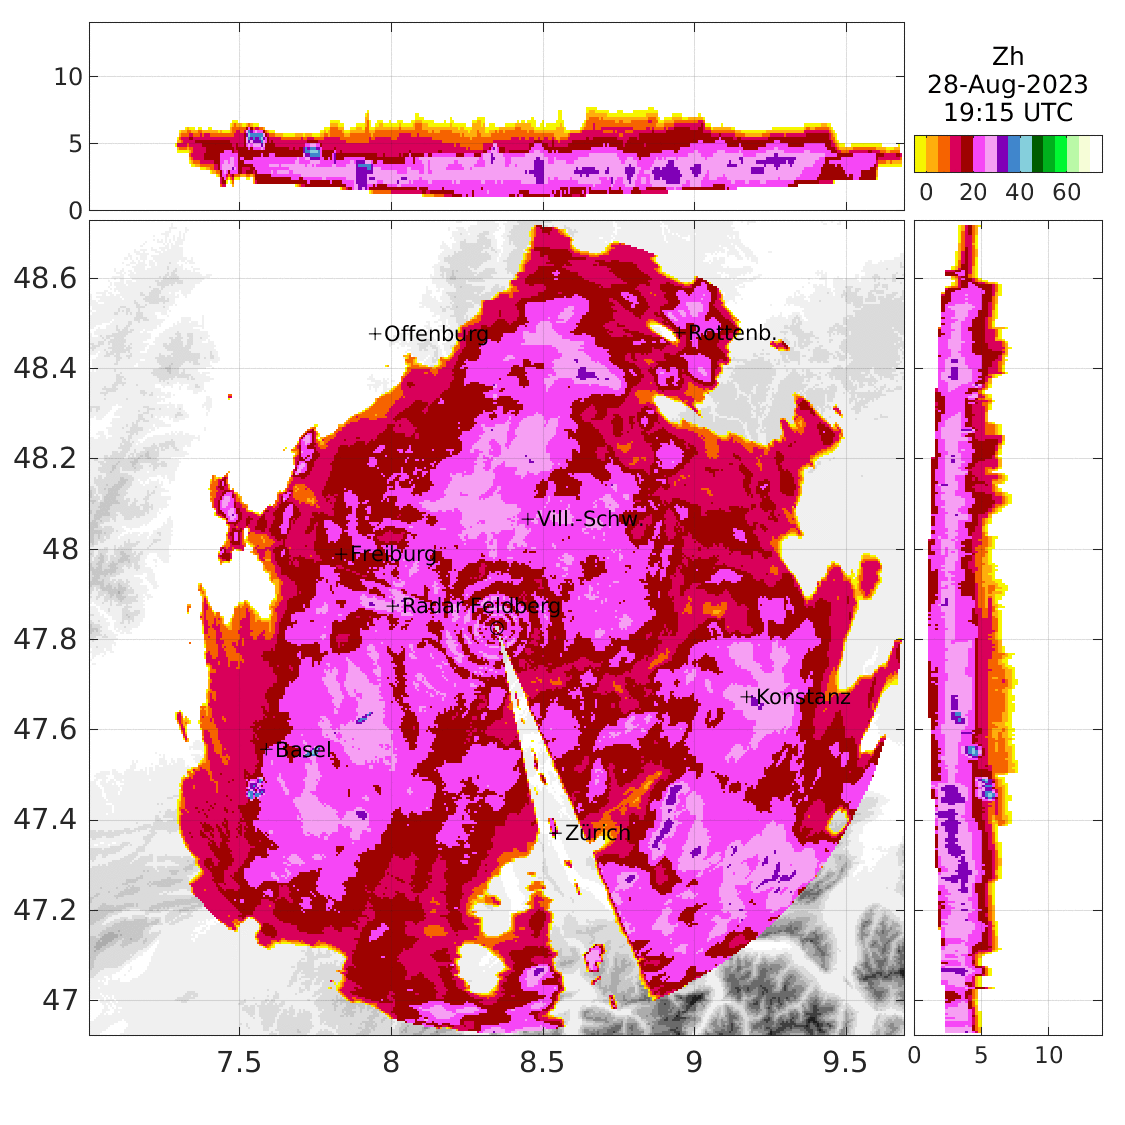 Zh
28-Aug-2023
19:15 UTC
0 20 40 60
10
5
0
48.6
48.4
48.2
48
47.8
47.6
47.4
47.2
47
+Offenburg
+Rottenb.
+Vill.-Schw.
+Freiburg
+Radar Feldberg
+Konstanz
+Basel
+Zürich
7.5 8 8.5 9 9.5
0 5 10